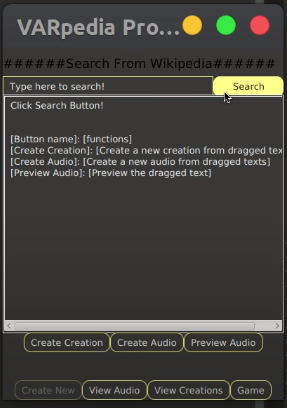 VARpedia Pro...
######Search From Wikipedia######
Type here to search!
Search
Click Search Button!
[Button name]: [functions]
[Create Creation]: [Create a new creation from dragged tex
[Create Audio]: [Create a new audio from dragged texts]
[Preview Audio]: [Preview the dragged text]
Create Creation Create Audio Preview Audio
Create New View Audio View Creations Game